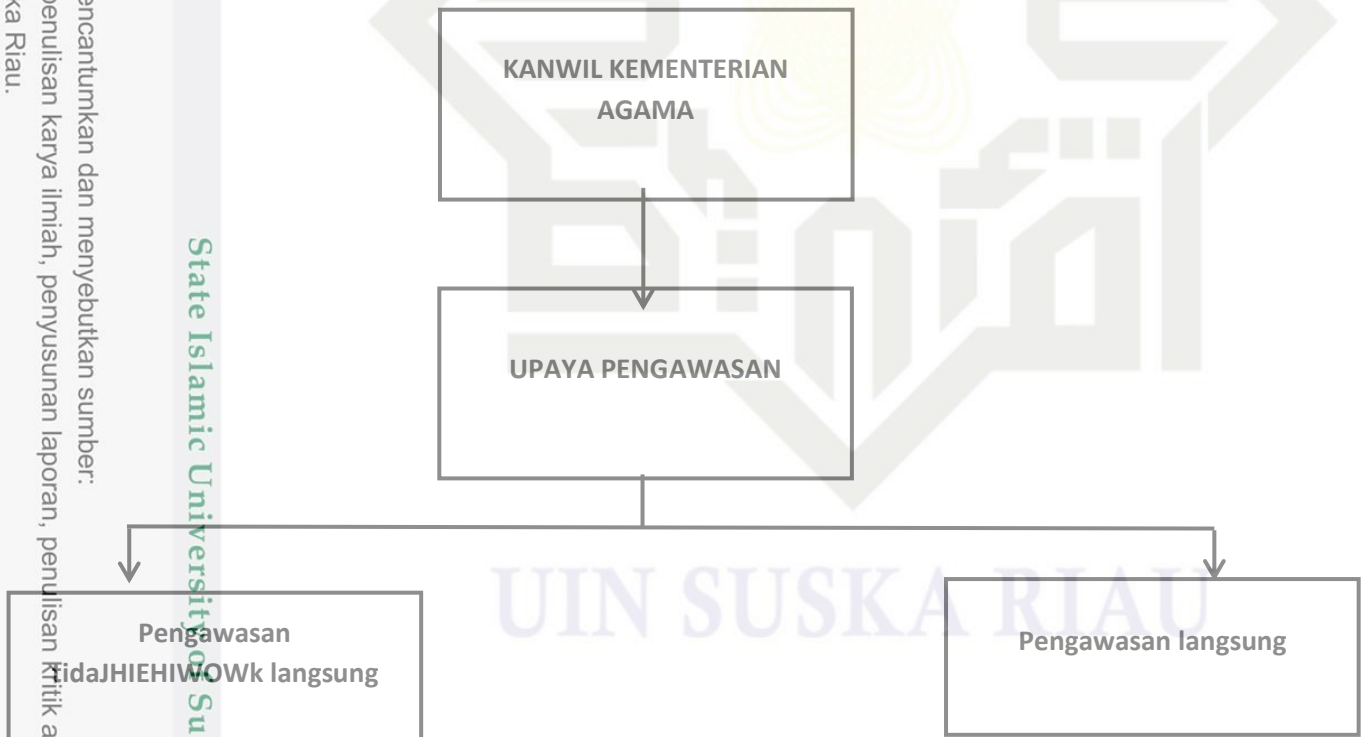 encantumkan dan menyebutkan sumber:
penulisan karya ilmiah, penyusunan laporan, penulisan kritik a
ka Riau.
State Islamic University of Su
KANWIL KEMENTERIAN
AGAMA
UPAYA PENGAWASAN
Pengawasan
TidaJHIEHIWOWk langsung
Pengawasan langsung
UIN SUSKA RIAU